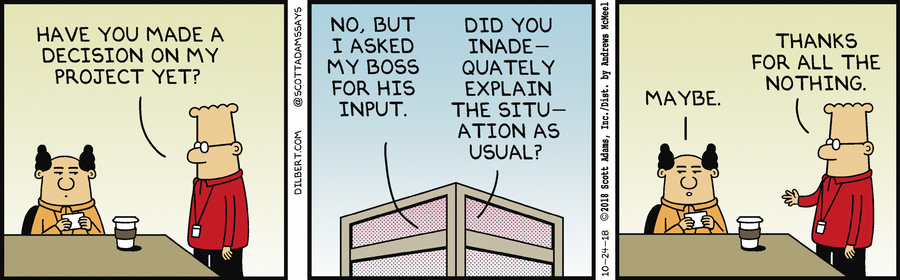 HAVE YOU MADE A
DECISION ON MY
PROJECT YET?
DILBERT.COM @SCOTTADAMSSAYS
NO, BUT
I ASKED
MY BOSS
FOR HIS
INPUT.
DID YOU
INADE-
QUATELY
EXPLAIN
THE SITU-
ATION AS
USUAL?
10-24-18 ©2018 Scott Adams, Inc./Dist. by Andrews McMeel
MAYBE.
THANKS
FOR ALL THE
NOTHING.